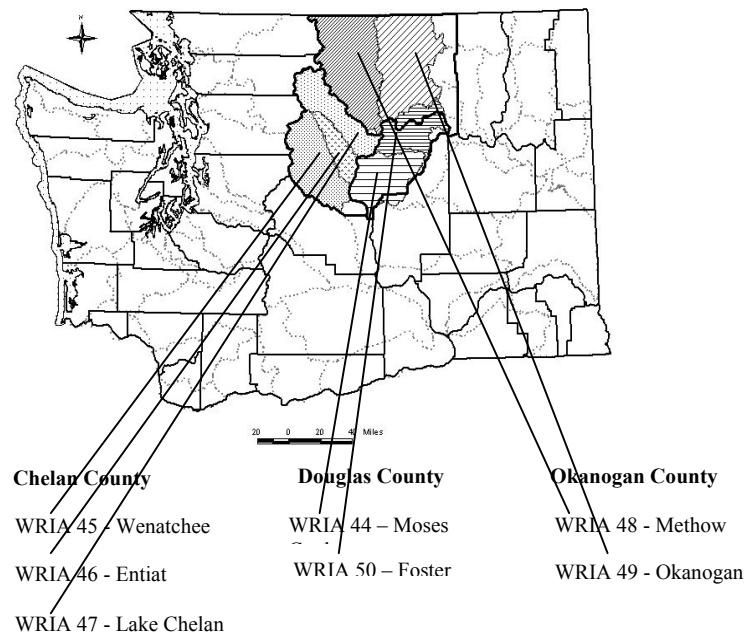 N
20 0 20 40 Miles
Chelan County
WRIA 45 - Wenatchee
WRIA 46 - Entiat
WRIA 47 - Lake Chelan
Douglas County
WRIA 44 – Moses
WRIA 50 – Foster
Okanogan County
WRIA 48 - Methow
WRIA 49 - Okanogan